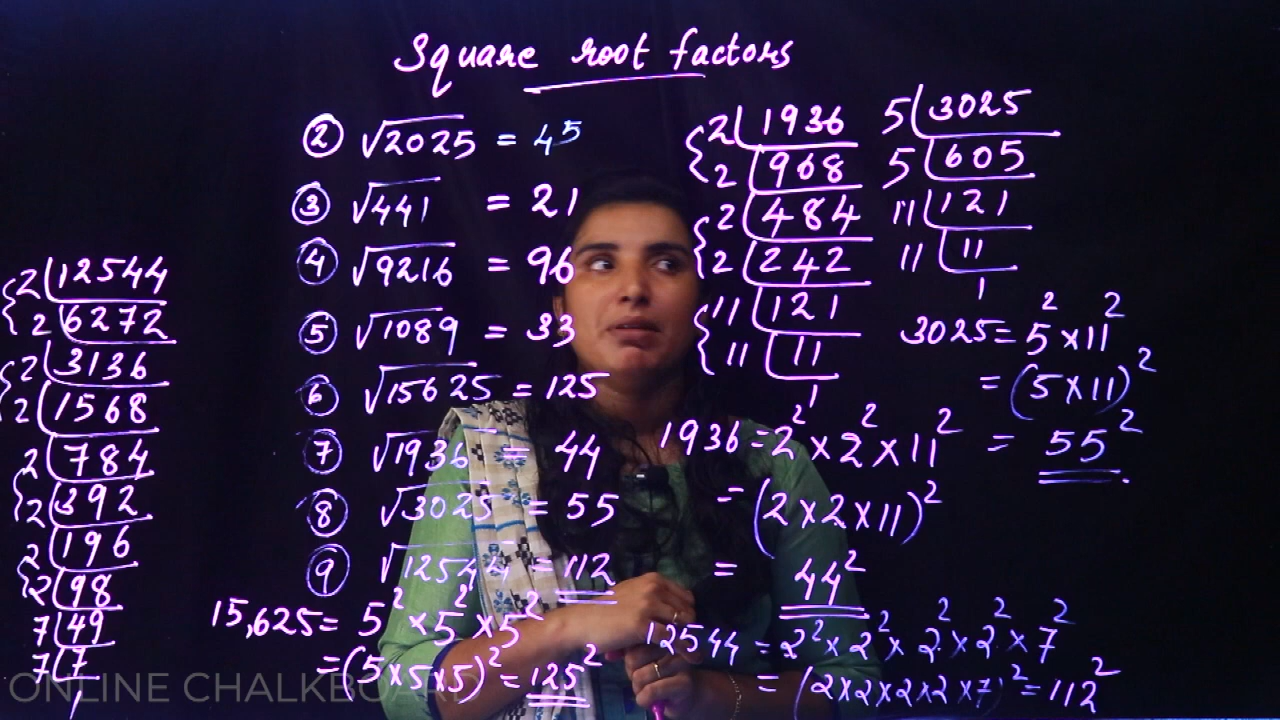 Square root factors
② √2025 = 45
③ √441 = 21
④ √9216 = 96
⑤ √1089 = 33
⑥ √15625 = 125
⑦ √1936 = 44
⑧ √3025 = 55
⑨ √12544 = 112
15,625 = 5² × 5² × 5²
= (5×5×5)² = 125²
2 | 12544
2 | 6272
2 | 3136
2 | 1568
2 | 784
2 | 392
2 | 196
2 | 98
7 | 49
7 | 7
1
2 | 1936
2 | 968
2 | 484
2 | 242
11 | 121
11 | 11
1
5 | 3025
5 | 605
11 | 121
11 | 11
1
3025 = 5² × 11²
= (5×11)²
= 55²
1936 = 2² × 2² × 11²
= (2×2×11)²
= 44²
12544 = 2² × 2² × 2² × 2² × 7²
= (2×2×2×2×7)² = 112²
ONLINE CHALKBOARD